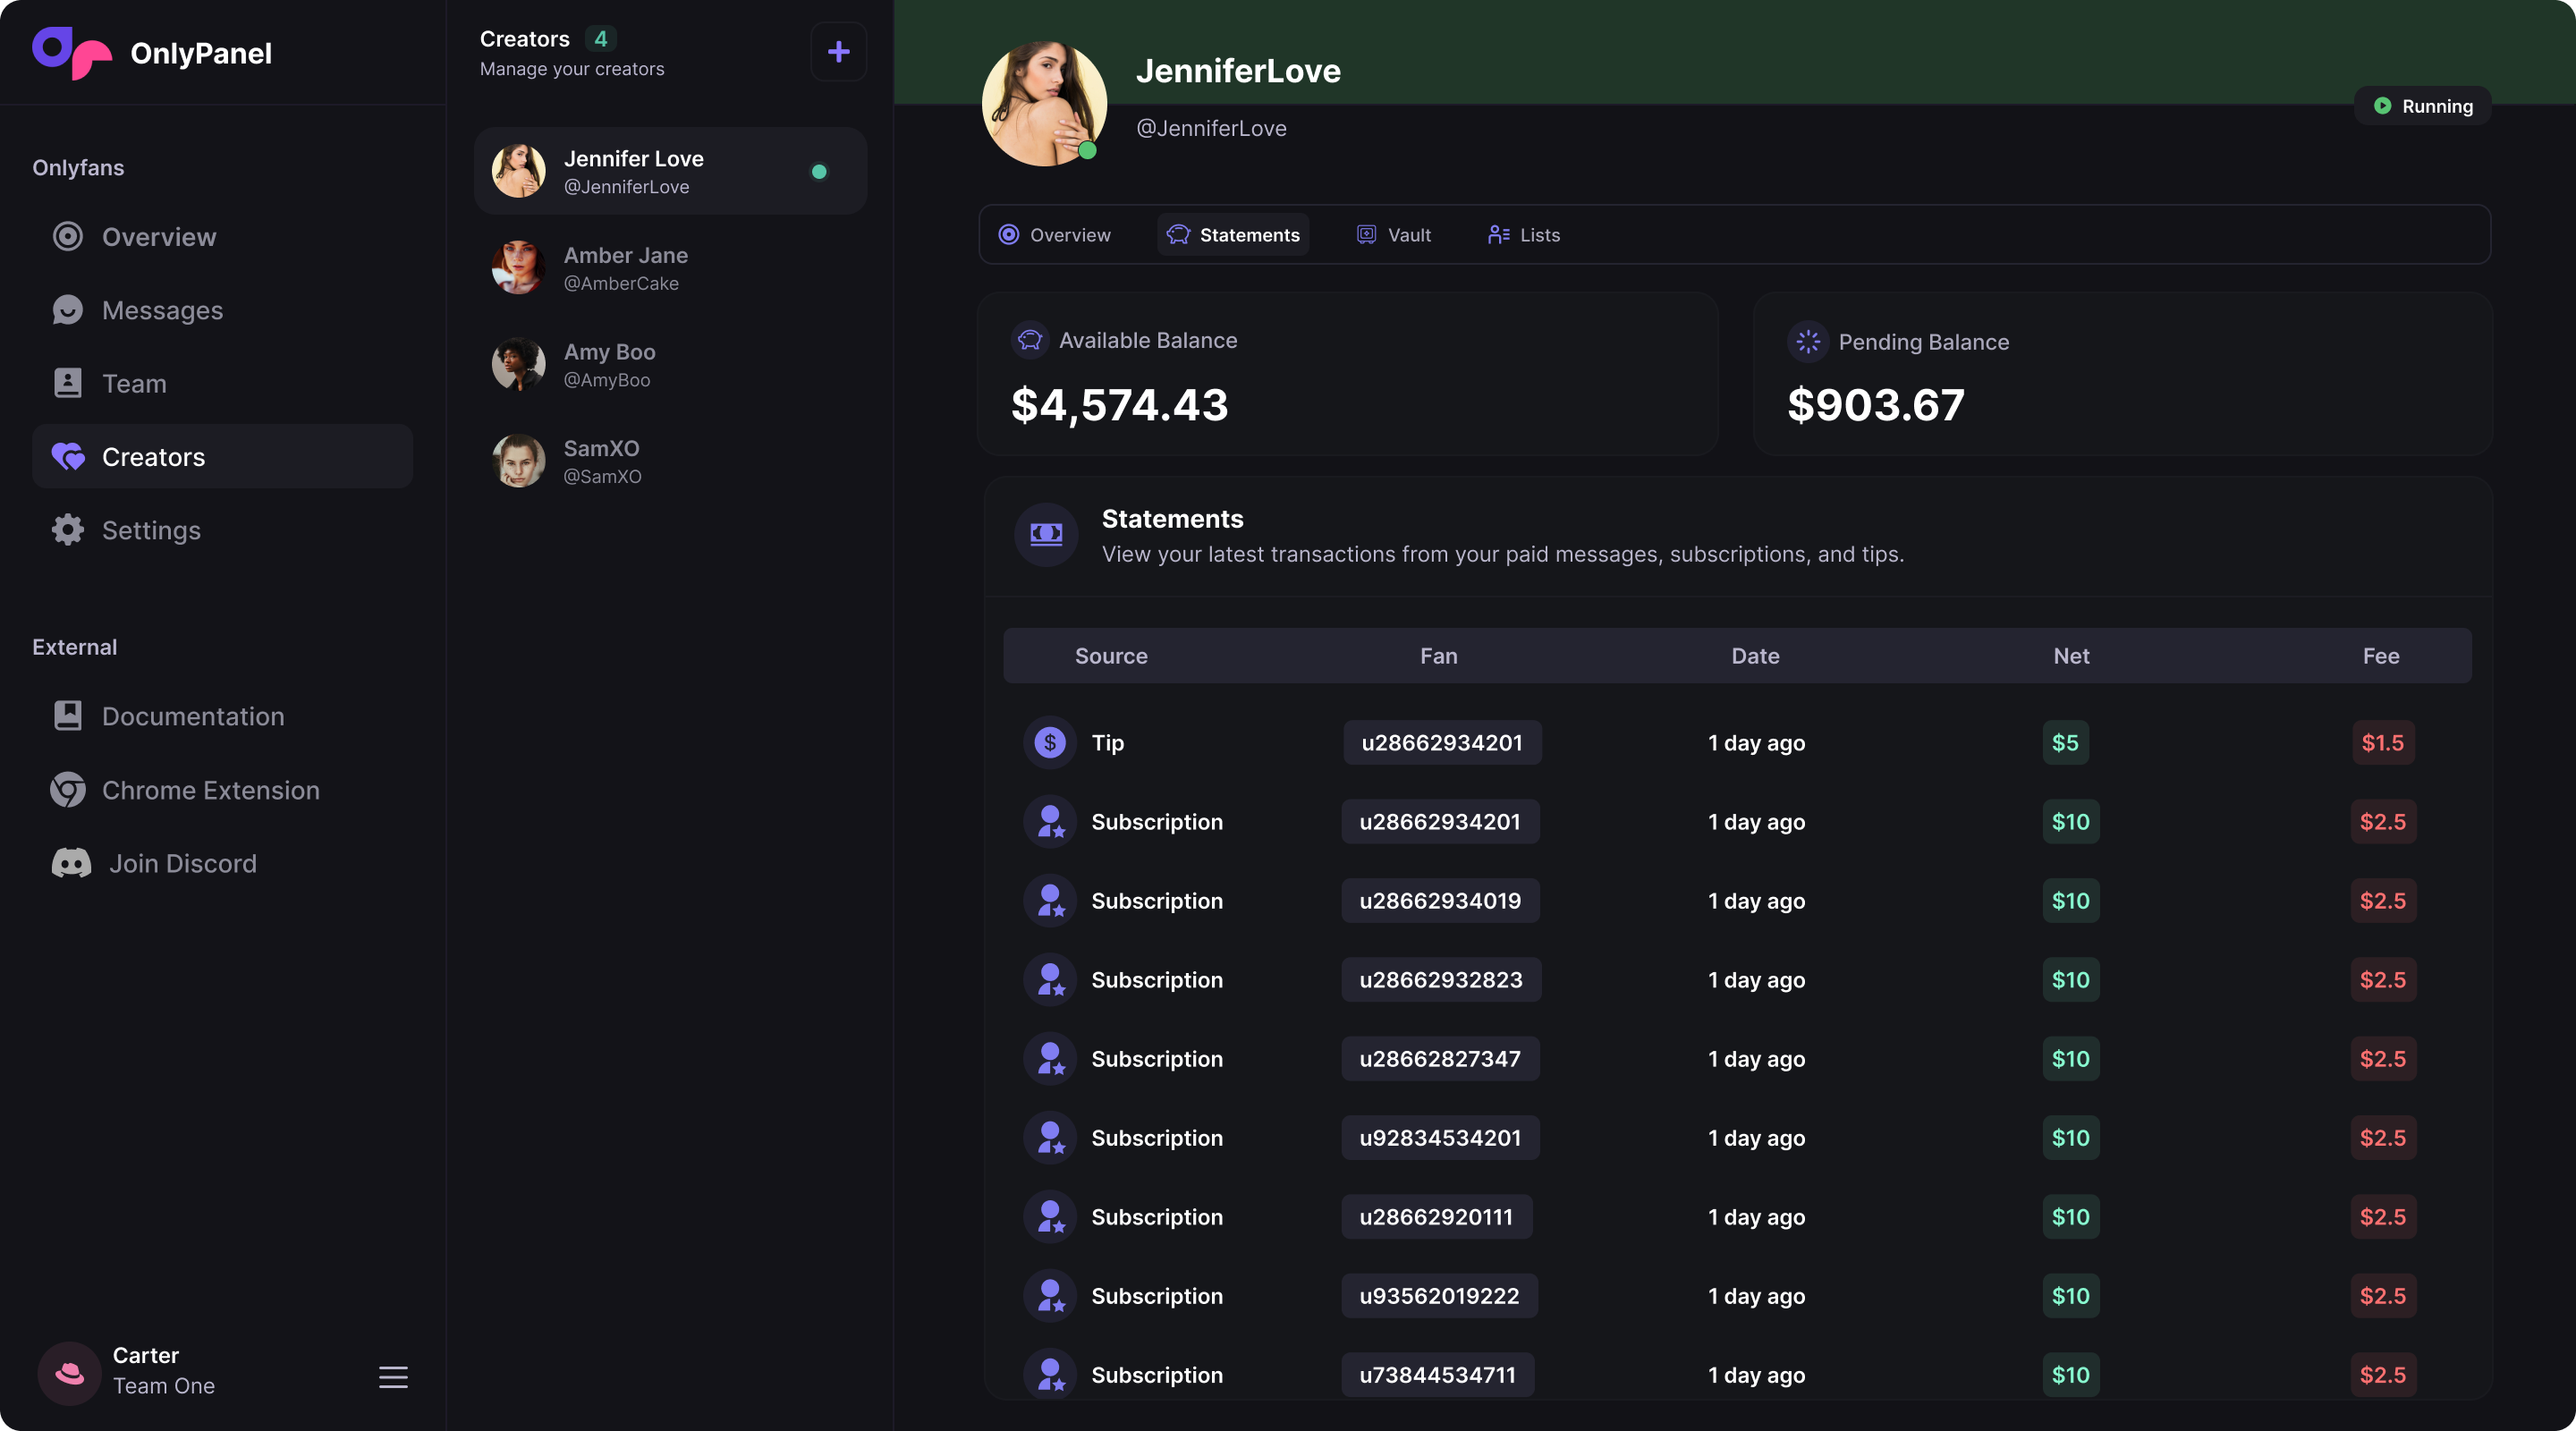 OnlyPanel
Onlyfans
Overview
Messages
Team
Creators
Settings
External
Documentation
Chrome Extension
Join Discord
Carter
Team One
Creators 4
Manage your creators
Jennifer Love
@JenniferLove
Amber Jane
@AmberCake
Amy Boo
@AmyBoo
SamXO
@SamXO
JenniferLove
@JenniferLove
Running
Overview Statements Vault Lists
Available Balance
$4,574.43
Pending Balance
$903.67
Statements
View your latest transactions from your paid messages, subscriptions, and tips.
Source Fan Date Net Fee
$ Tip u28662934201 1 day ago $5 $1.5
Subscription u28662934201 1 day ago $10 $2.5
Subscription u28662934019 1 day ago $10 $2.5
Subscription u28662932823 1 day ago $10 $2.5
Subscription u28662827347 1 day ago $10 $2.5
Subscription u92834534201 1 day ago $10 $2.5
Subscription u28662920111 1 day ago $10 $2.5
Subscription u93562019222 1 day ago $10 $2.5
Subscription u73844534711 1 day ago $10 $2.5